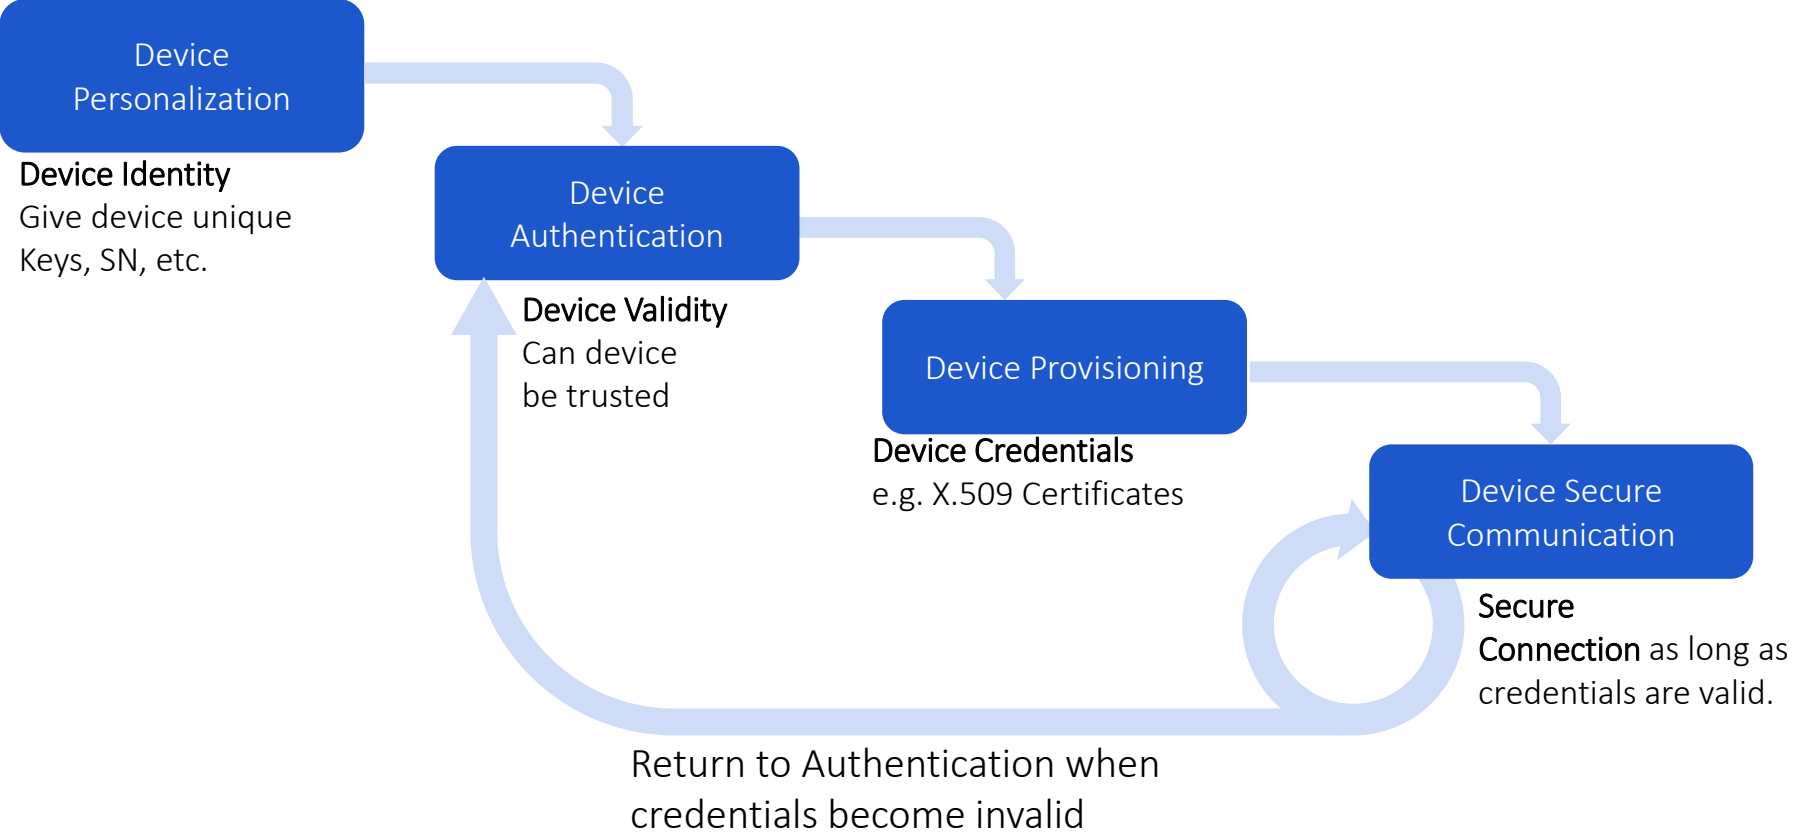 Device
Personalization
Device Identity
Give device unique
Keys, SN, etc.
Device
Authentication
Device Validity
Can device
be trusted
Device Provisioning
Device Credentials
e.g. X.509 Certificates
Device Secure
Communication
Secure
Connection as long as
credentials are valid.
Return to Authentication when
credentials become invalid